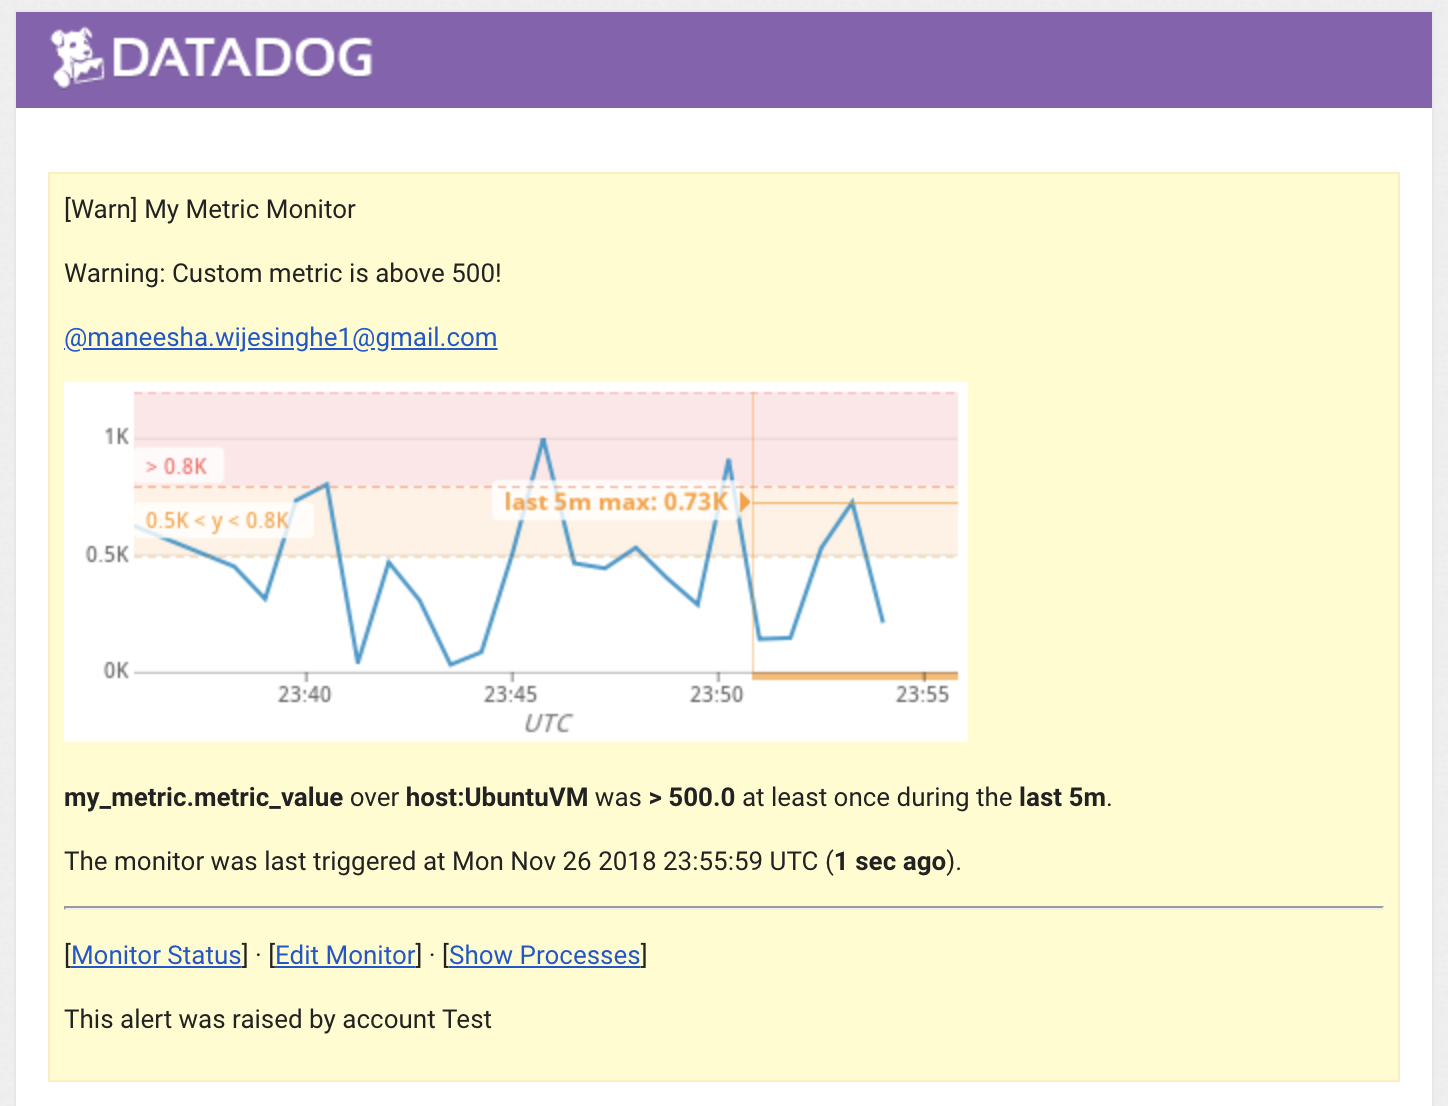 DATADOG
[Warn] My Metric Monitor
Warning: Custom metric is above 500!
@maneesha.wijesinghe1@gmail.com
1K
> 0.8K
last 5m max: 0.73K
0.5K < y < 0.8K
0.5K
0K
23:40 23:45 23:50 23:55
UTC
my_metric.metric_value over host:UbuntuVM was > 500.0 at least once during the last 5m.
The monitor was last triggered at Mon Nov 26 2018 23:55:59 UTC (1 sec ago).
[Monitor Status] · [Edit Monitor] · [Show Processes]
This alert was raised by account Test